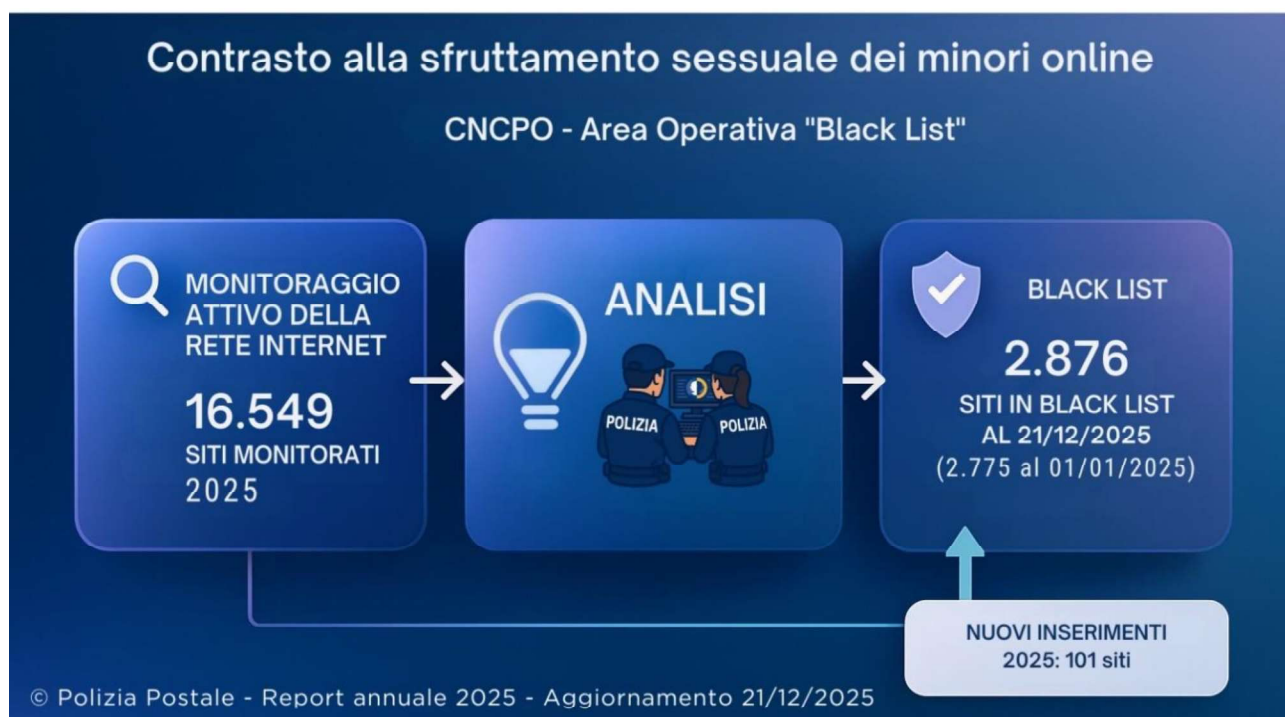 Contrasto alla sfruttamento sessuale dei minori online
CNCPO - Area Operativa "Black List"
MONITORAGGIO
ATTIVO DELLA
RETE INTERNET
16.549
SITI MONITORATI
2025
ANALISI
POLIZIA
POLIZIA
BLACK LIST
2.876
SITI IN BLACK LIST
AL 21/12/2025
(2.775 al 01/01/2025)
NUOVI INSERIMENTI
2025: 101 siti
© Polizia Postale - Report annuale 2025 - Aggiornamento 21/12/2025